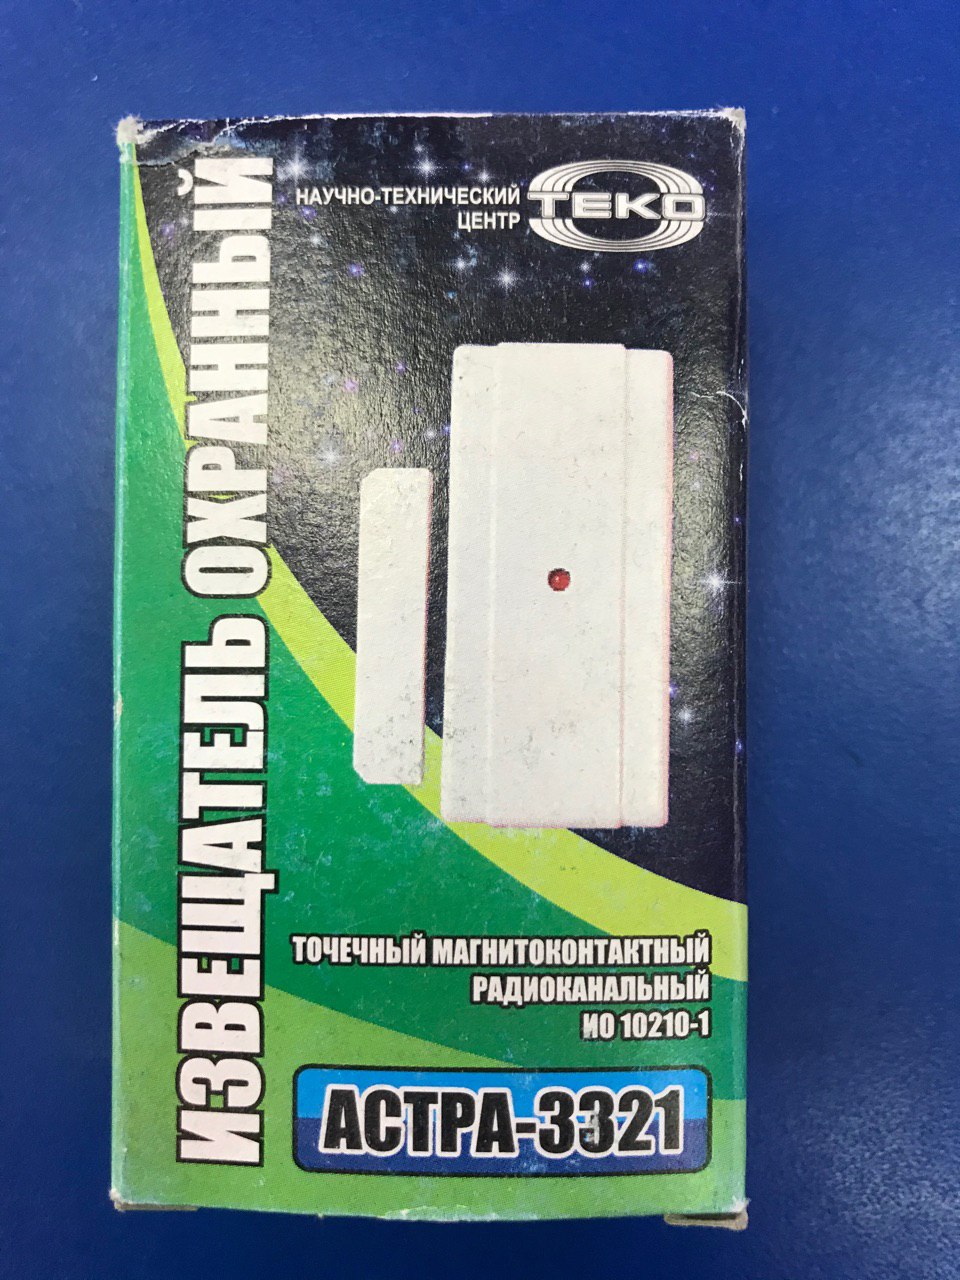 ИЗВЕЩАТЕЛЬ ОХРАННЫЙ
НАУЧНО-ТЕХНИЧЕСКИЙ
ЦЕНТР
ТЕКО
ТОЧЕЧНЫЙ МАГНИТОКОНТАКТНЫЙ
РАДИОКАНАЛЬНЫЙ
ИО 10210-1
АСТРА-3321